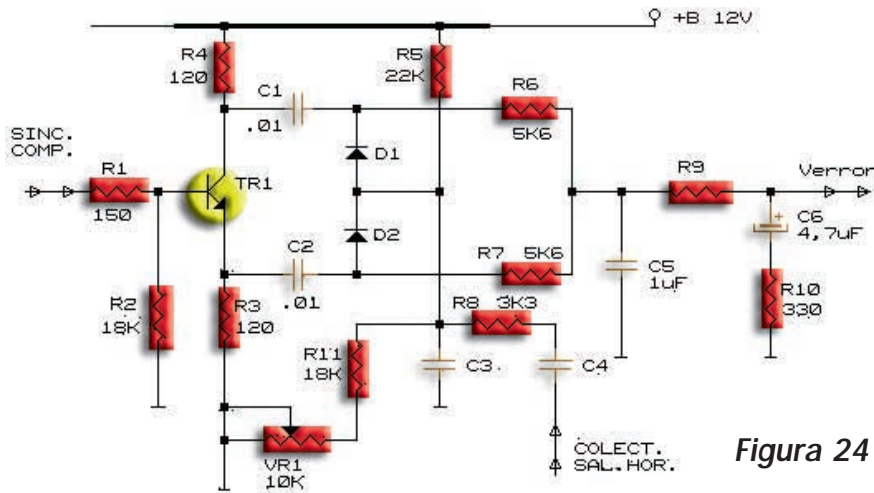 +B 12V
R4
120
R5
22K
C1
.01
R6
5K6
SINC.
COMP.
R1
150
TR1
D1
D2
R9
Verror
C6
4,7uF
C2
.01
R7 5K6
C5
1uF
R10
330
R2
18K
R3
120
R8 3K3
R11
18K
C3
C4
VR1
10K
COLECT.
SAL.HOR.
Figura 24